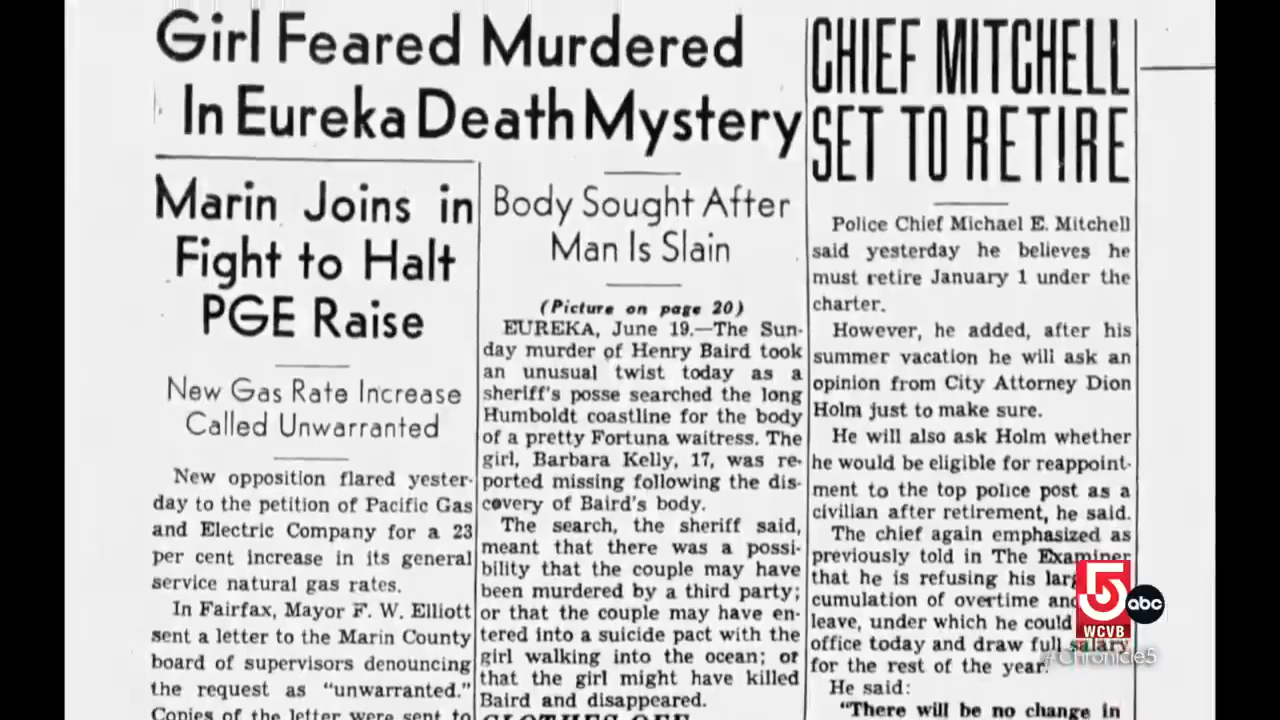 Girl Feared Murdered
In Eureka Death Mystery
Marin Joins in
Fight to Halt
PGE Raise
New Gas Rate Increase
Called Unwarranted
New opposition flared yester-
day to the petition of Pacific Gas
and Electric Company for a 23
per cent increase in its general
service natural gas rates.
In Fairfax, Mayor F. W. Elliott
sent a letter to the Marin County
board of supervisors denouncing
the request as "unwarranted."
Copies of the letter were sent to
Body Sought After
Man Is Slain
(Picture on page 20)
EUREKA, June 19.—The Sun-
day murder of Henry Baird took
an unusual twist today as a
sheriff's posse searched the long
Humboldt coastline for the body
of a pretty Fortuna waitress. The
girl, Barbara Kelly, 17, was re-
ported missing following the dis-
covery of Baird's body.
The search, the sheriff said,
meant that there was a possi-
bility that the couple may have
been murdered by a third party;
or that the couple may have en-
tered into a suicide pact with the
girl walking into the ocean; or
that the girl might have killed
Baird and disappeared.
CLOTHES OFF
CHIEF MITCHELL
SET TO RETIRE
Police Chief Michael E. Mitchell
said yesterday he believes he
must retire January 1 under the
charter.
However, he added, after his
summer vacation he will ask an
opinion from City Attorney Dion
Holm just to make sure.
He will also ask Holm whether
he would be eligible for reappoint-
ment to the top police post as a
civilian after retirement, he said.
The chief again emphasized as
previously told in The Examiner
that he is refusing his
cumulation of overtime
leave, under which he could
office today and draw full salary
for the rest of the year.
He said:
"There will be no change in
5 abc
WCVB
#Chronicle5